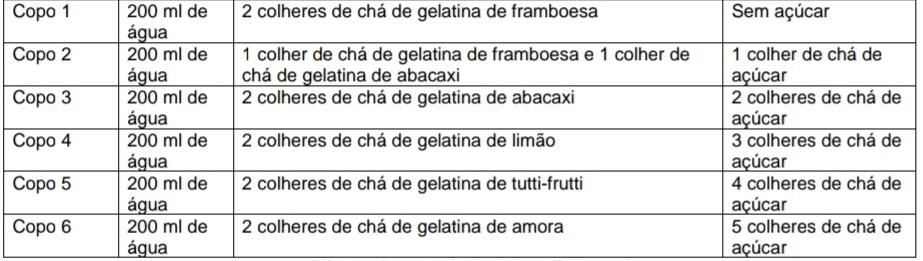 Copo 1 200 ml de água 2 colheres de chá de gelatina de framboesa Sem açúcar
Copo 2 200 ml de água 1 colher de chá de gelatina de framboesa e 1 colher de chá de gelatina de abacaxi 1 colher de chá de açúcar
Copo 3 200 ml de água 2 colheres de chá de gelatina de abacaxi 2 colheres de chá de açúcar
Copo 4 200 ml de água 2 colheres de chá de gelatina de limão 3 colheres de chá de açúcar
Copo 5 200 ml de água 2 colheres de chá de gelatina de tutti-frutti 4 colheres de chá de açúcar
Copo 6 200 ml de água 2 colheres de chá de gelatina de amora 5 colheres de chá de açúcar